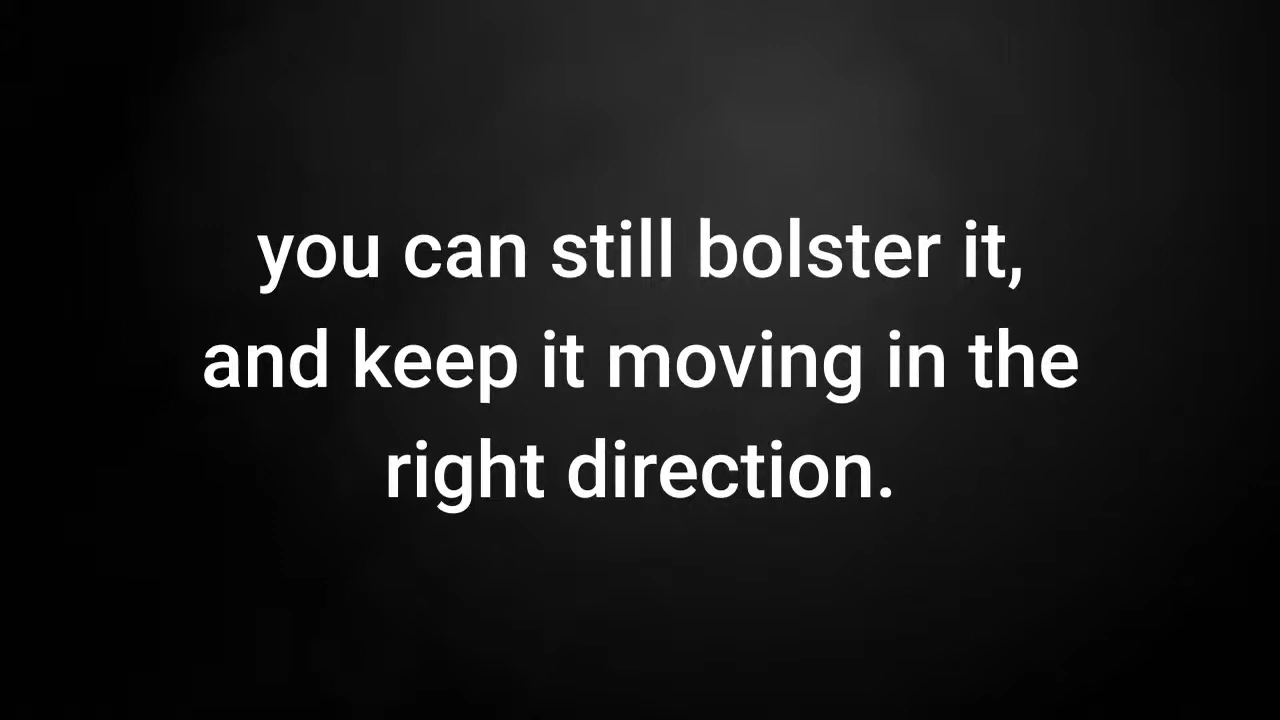 you can still bolster it,
and keep it moving in the
right direction.